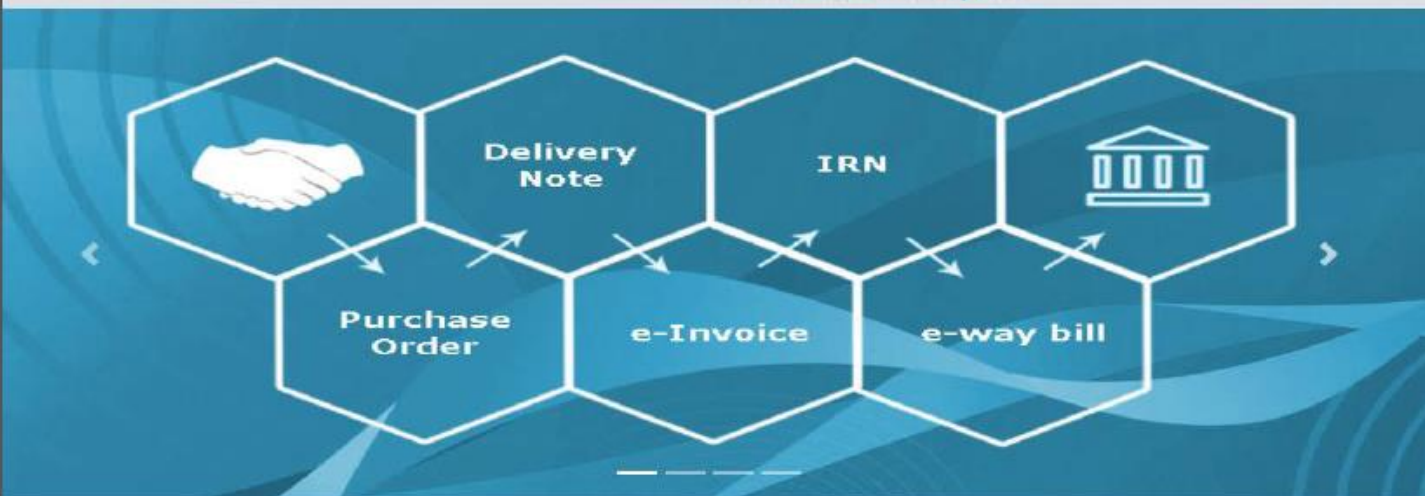 Delivery
Note
IRN
Purchase
Order
e-Invoice
e-way bill